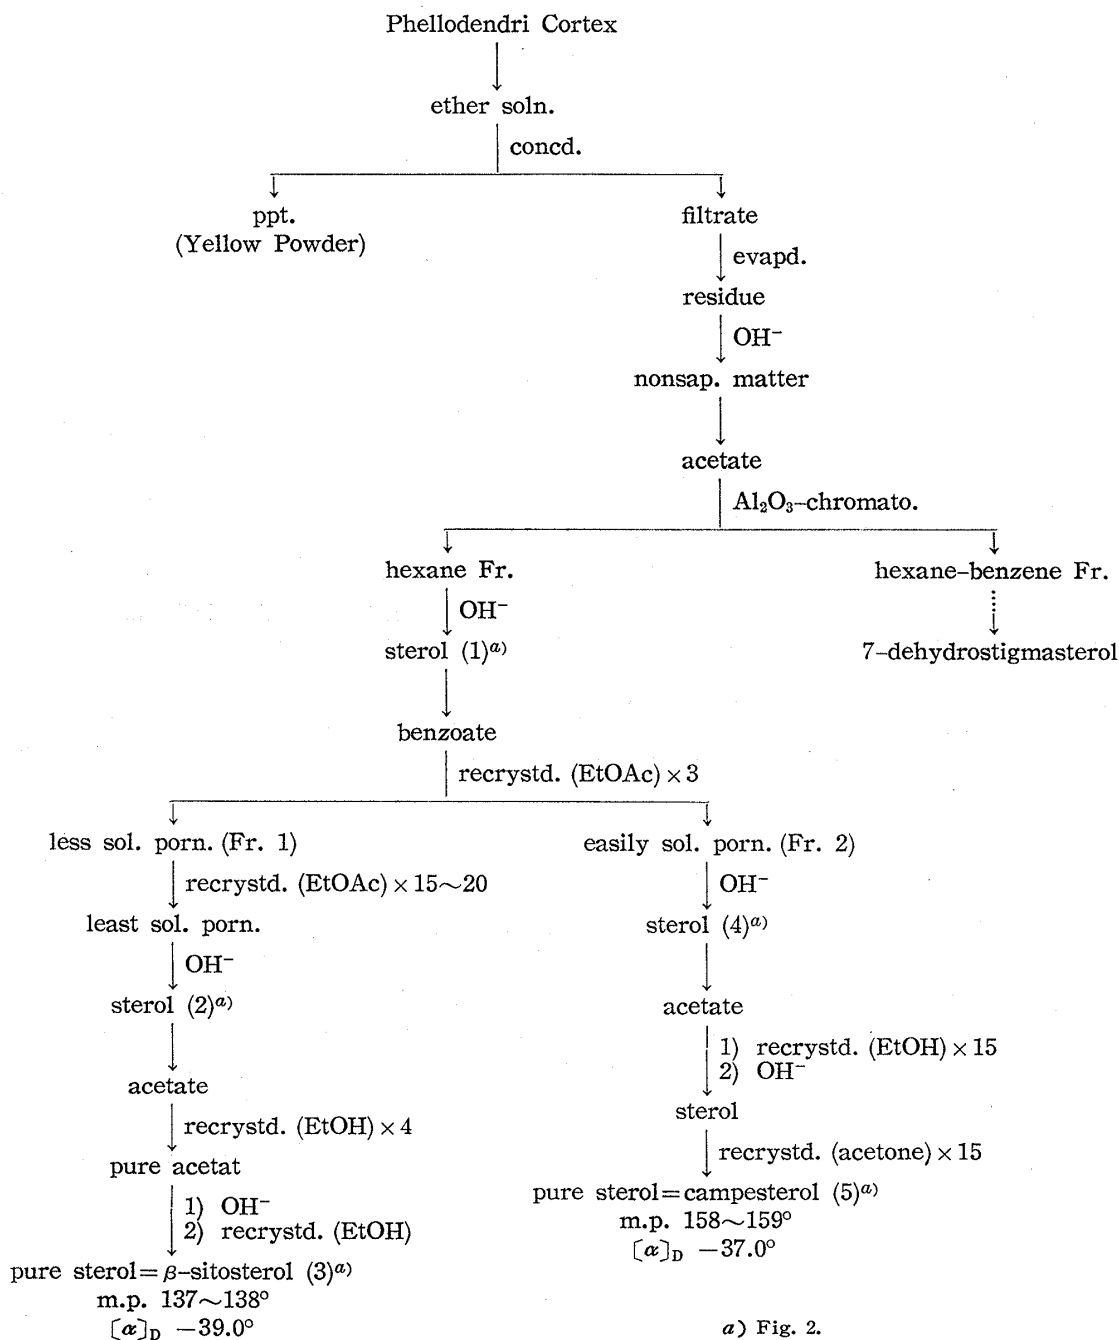 Phellodendri Cortex
ether soln.
concd.
ppt.
(Yellow Powder)
filtrate
evapd.
residue
OH⁻
nonsap. matter
acetate
Al₂O₃–chromato.
hexane Fr.
hexane–benzene Fr.
OH⁻
sterol (1)ᵃ⁾
7–dehydrostigmasterol
benzoate
recrystd. (EtOAc) × 3
less sol. porn. (Fr. 1)
easily sol. porn. (Fr. 2)
recrystd. (EtOAc) × 15～20
OH⁻
least sol. porn.
sterol (4)ᵃ⁾
OH⁻
sterol (2)ᵃ⁾
acetate
1) recrystd. (EtOH) × 15
2) OH⁻
acetate
sterol
recrystd. (EtOH) × 4
recrystd. (acetone) × 15
pure acetat
pure sterol=campesterol (5)ᵃ⁾
m.p. 158～159°
[α]D −37.0°
1) OH⁻
2) recrystd. (EtOH)
pure sterol=β–sitosterol (3)ᵃ⁾
m.p. 137～138°
[α]D −39.0°
a) Fig. 2.